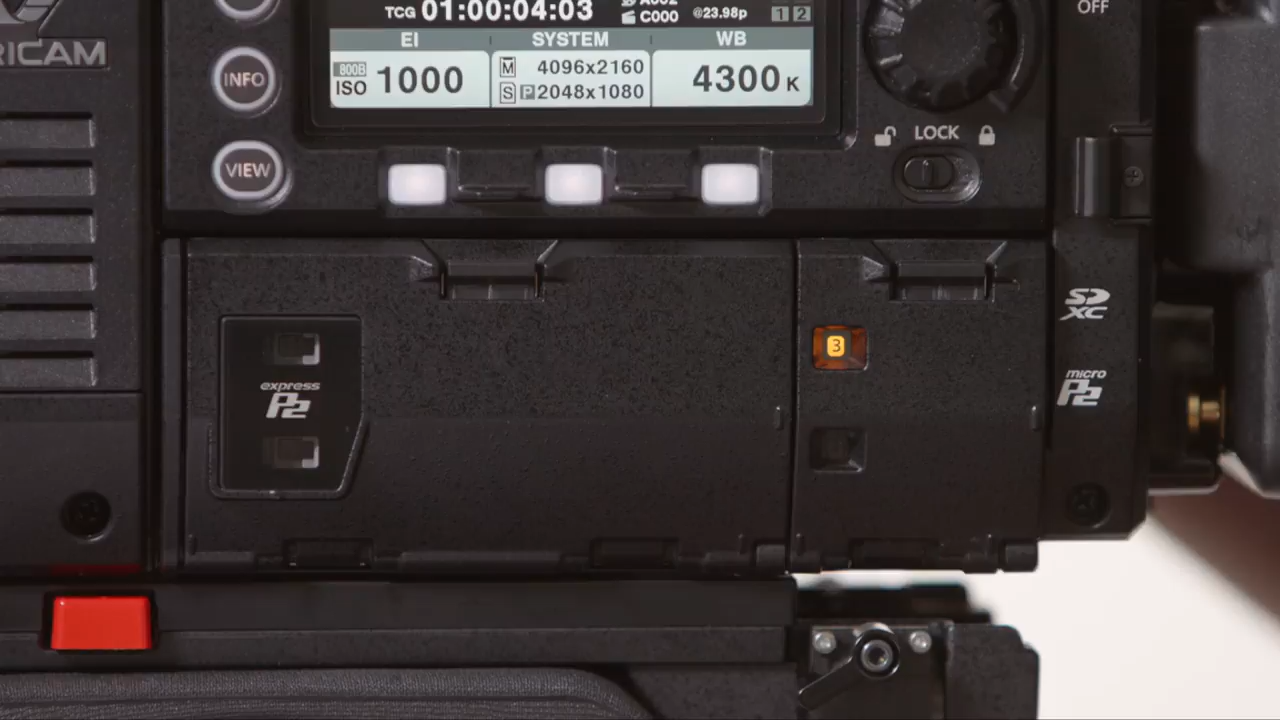 TCG 01:00:04:03
C000 @23.98p 1 2
OFF
RICAM
EI SYSTEM WB
INFO
800B
ISO 1000
M 4096x2160
S P 2048x1080
4300 K
LOCK
VIEW
SD
XC
3
express
P2
micro
P2